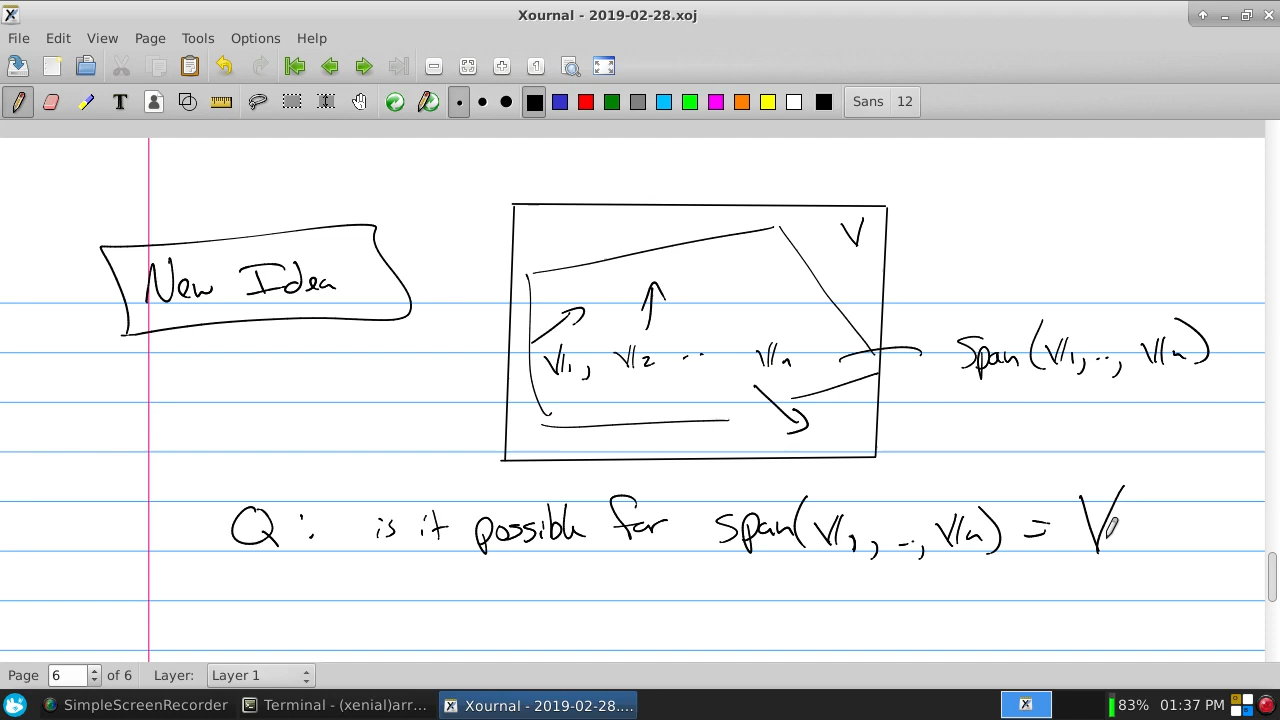 Xournal - 2019-02-28.xoj
File Edit View Page Tools Options Help
T Sans 12
V
New Idea
V1, V2 .. Vn Span(V1, .., Vn)
Q: is it possible for span(V1, .., Vn) = V
Page 6 of 6 Layer: Layer 1
SimpleScreenRecorder Terminal - (xenial)arr... Xournal - 2019-02-28.... 83% 01:37 PM